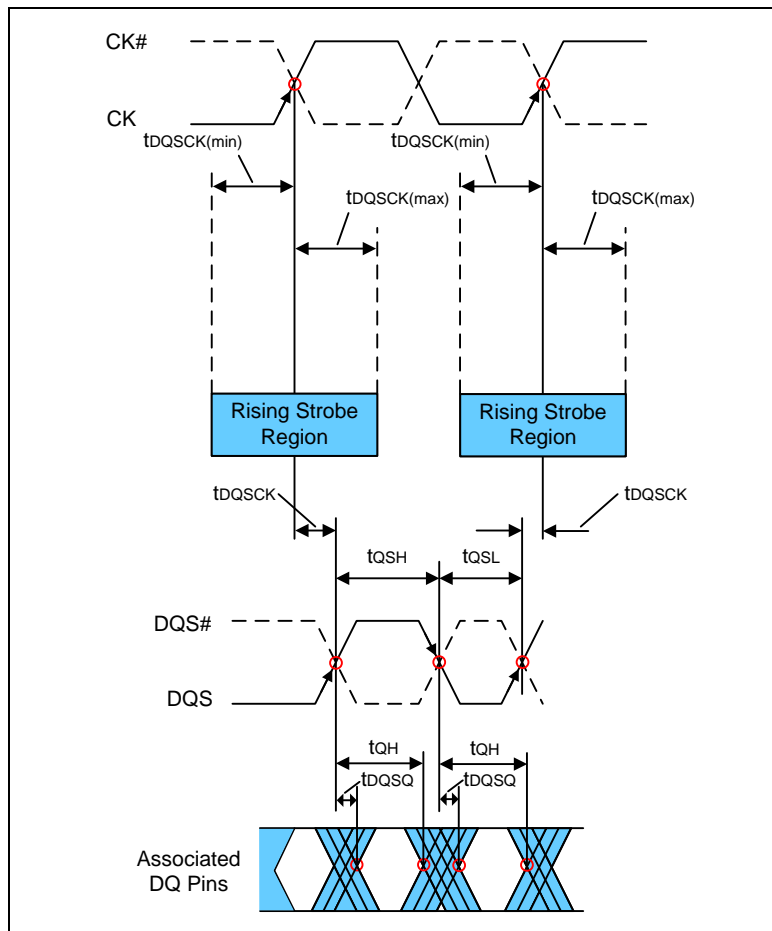 CK#
CK
tDQSCK(min)
tDQSCK(min)
tDQSCK(max)
tDQSCK(max)
Rising Strobe
Region
Rising Strobe
Region
tDQSCK
tDQSCK
tQSH
tQSL
DQS#
DQS
tQH
tQH
tDQSQ
tDQSQ
Associated
DQ Pins